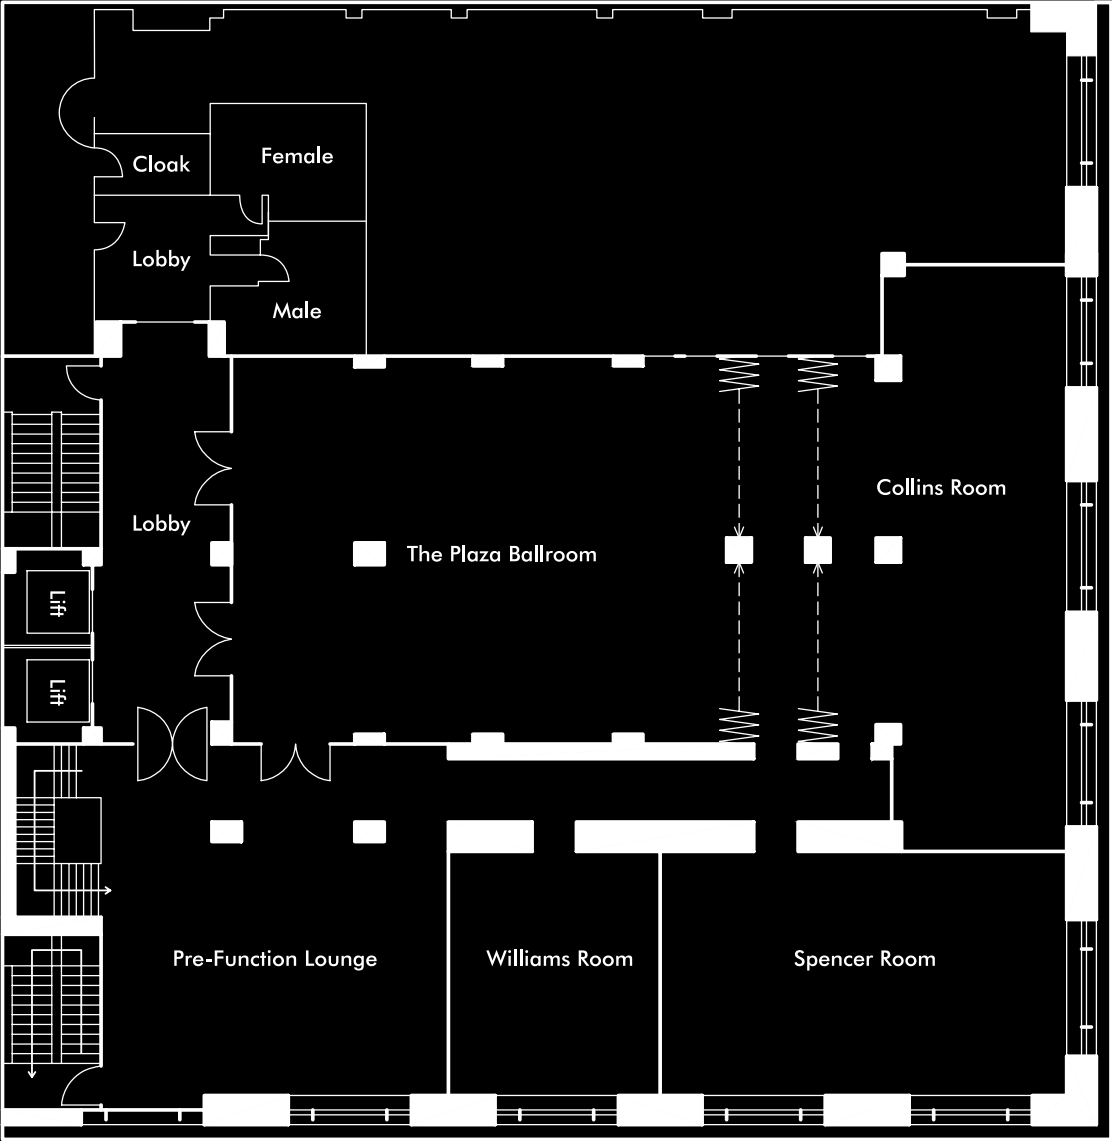 Female
Cloak
Lobby
Male
Collins Room
Lobby
The Plaza Ballroom
Lift
Lift
Pre-Function Lounge
Williams Room
Spencer Room